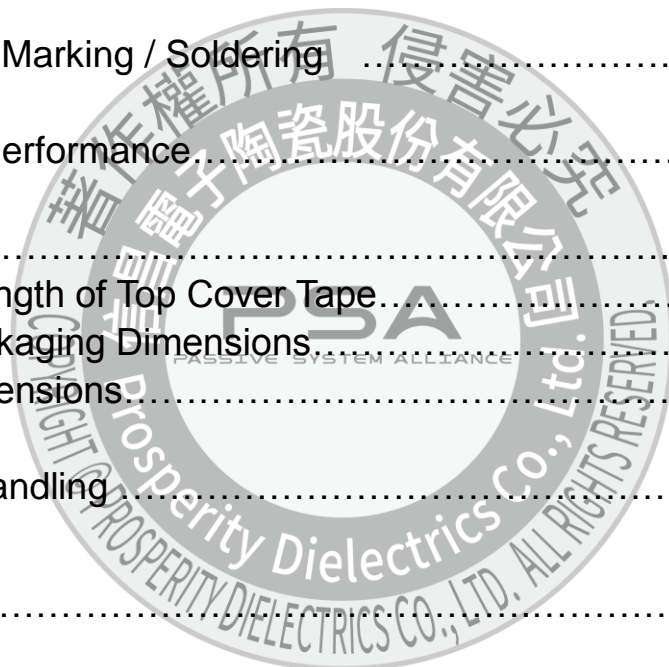 Marking / Soldering ……………………
erformance……………………………
……………………………………………
ngth of Top Cover Tape…………………
kaging Dimensions………………………
ensions……………………………………
andling ……………………………………
……………………………………………
著作權所有 侵害必究
信昌電子陶瓷股份有限公司
PSA
PASSIVE SYSTEM ALLIANCE
Prosperity Dielectrics Co., Ltd.
COPYRIGHT @ PROSPERITY DIELECTRICS CO., LTD. ALL RIGHTS RESERVED.